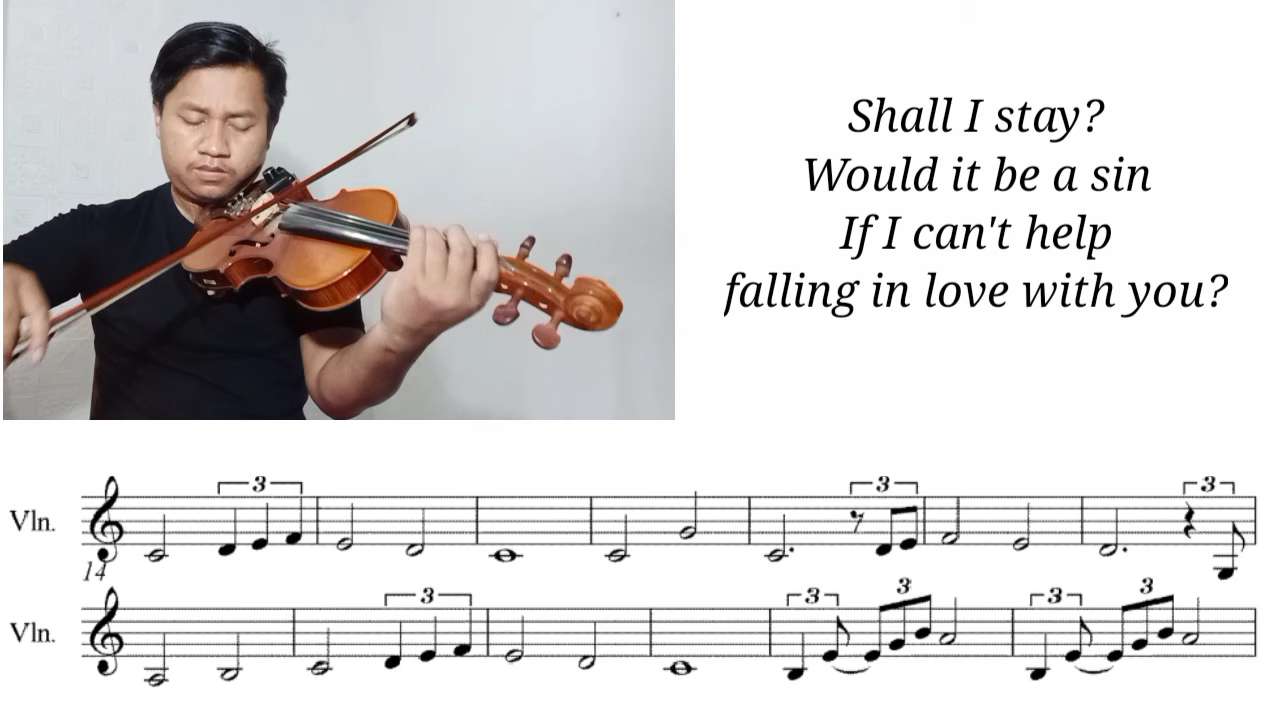 Shall I stay?
Would it be a sin
If I can't help
falling in love with you?
3 3 3
Vln.
14
3 3 3 3 3
Vln.